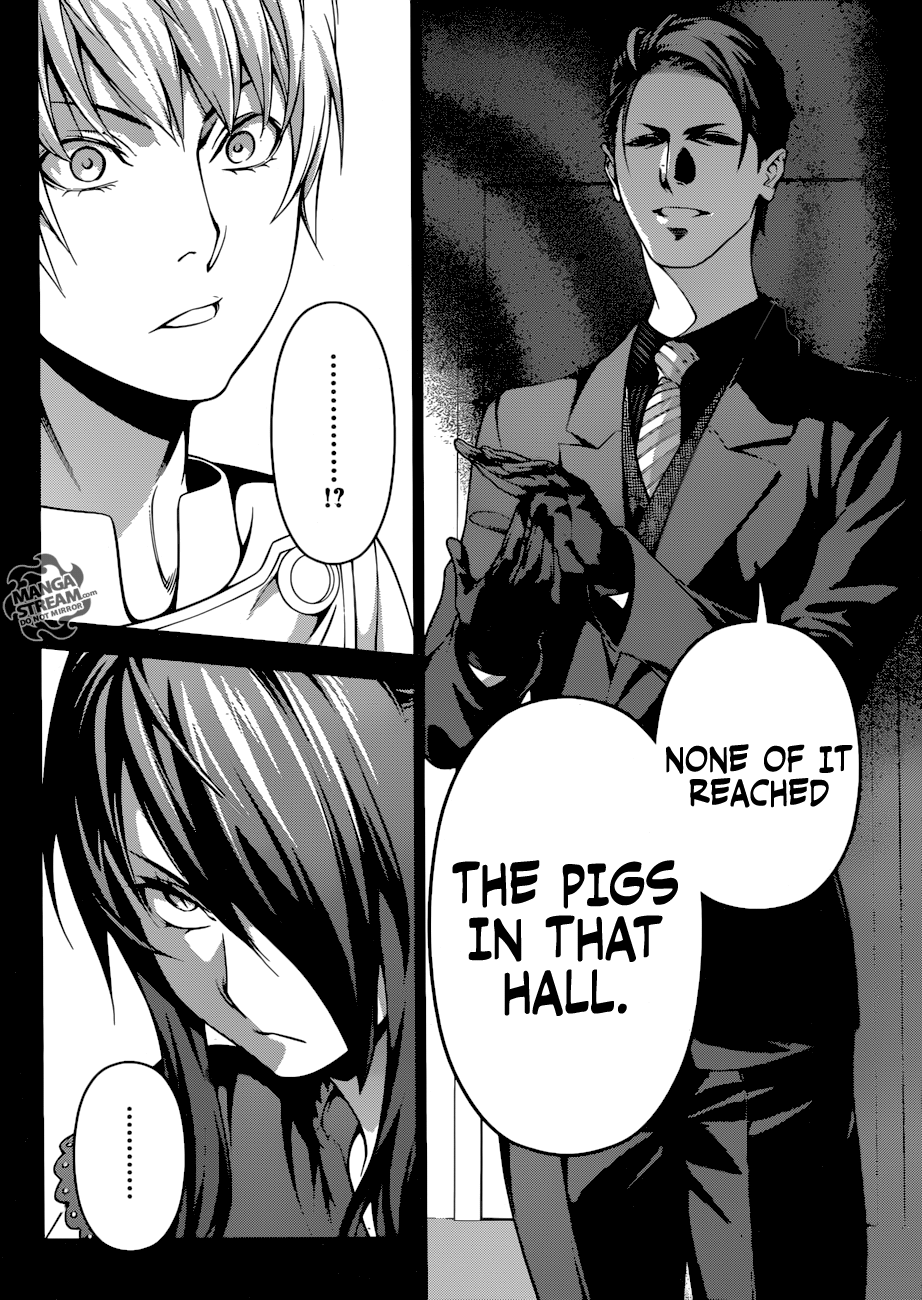 NONE OF IT
REACHED
THE PIGS
IN THAT
HALL.
..............
!?
..........
MANGA
STREAM.com
DO NOT MIRROR